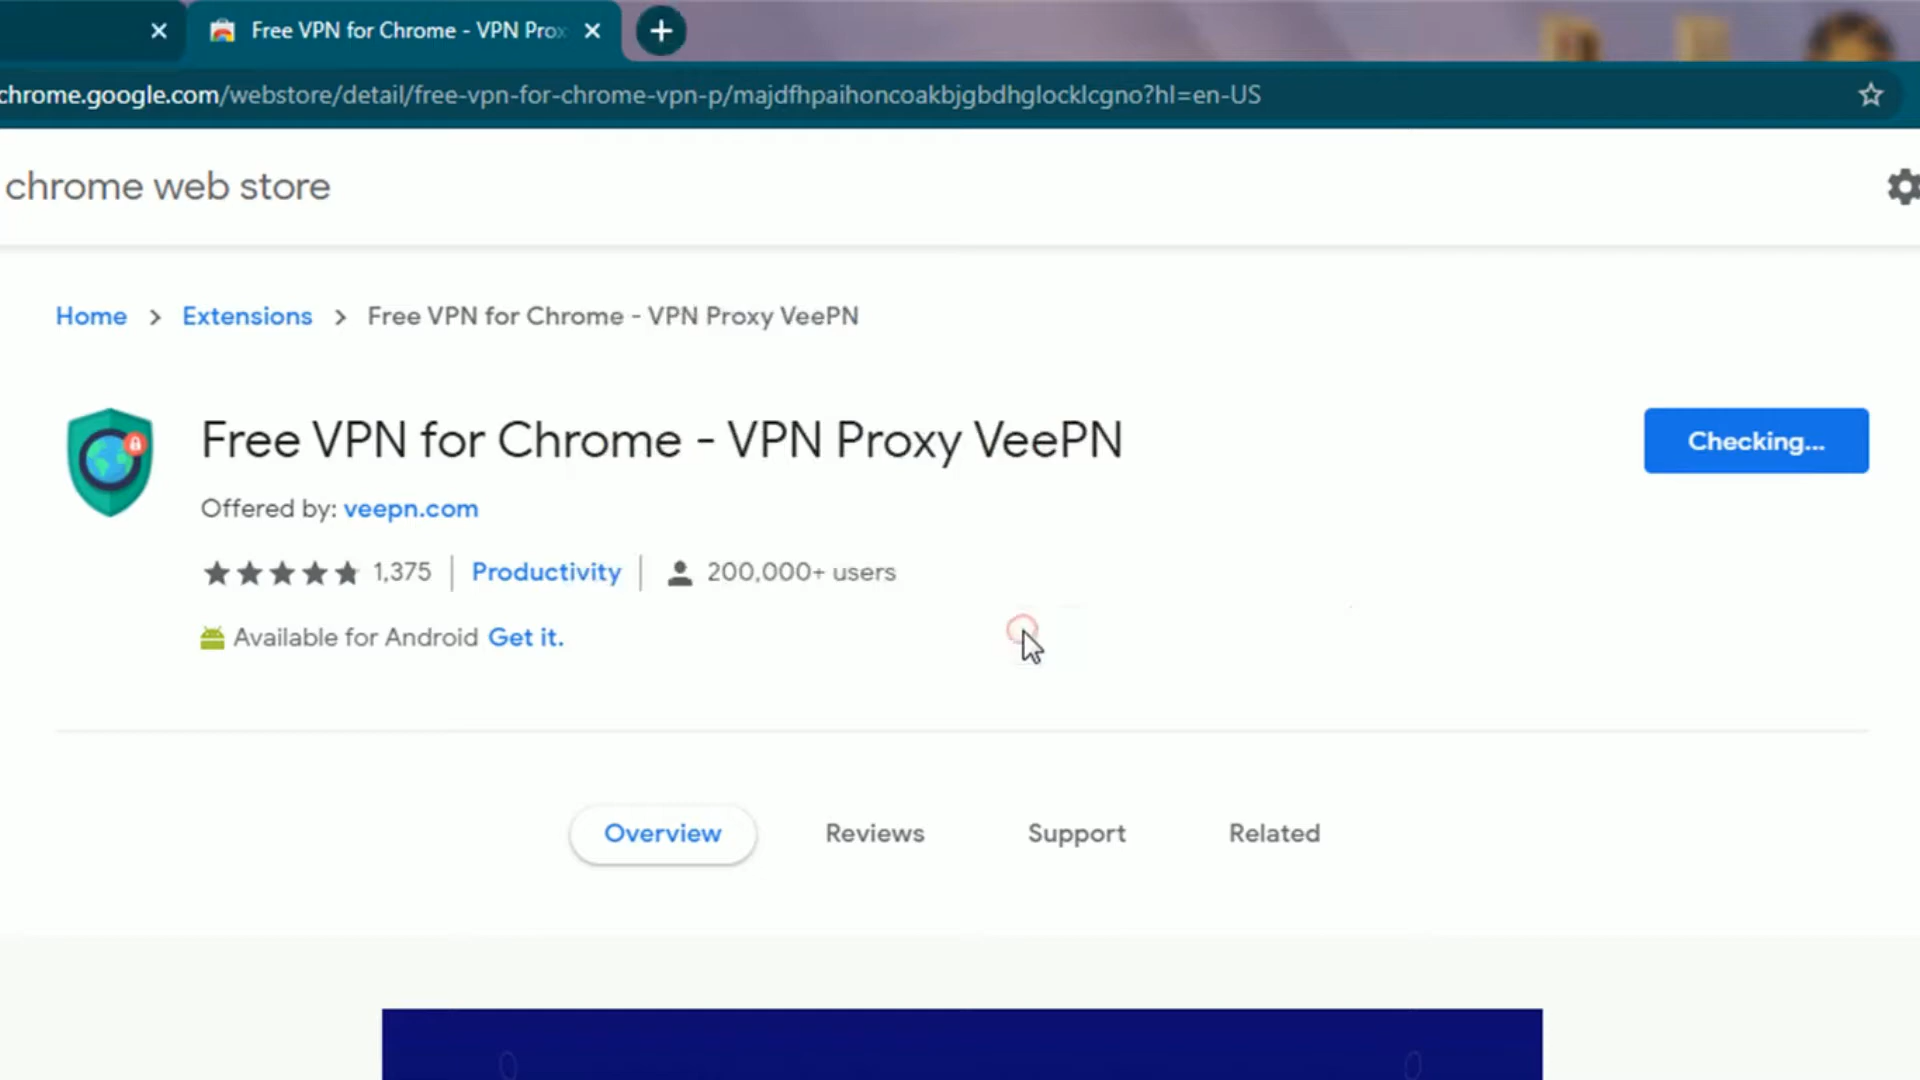 Free VPN for Chrome - VPN Prox
chrome.google.com/webstore/detail/free-vpn-for-chrome-vpn-p/majdfhpaihoncoakbjgbdhglocklcgno?hl=en-US
chrome web store
Home > Extensions > Free VPN for Chrome - VPN Proxy VeePN
Free VPN for Chrome - VPN Proxy VeePN
Checking...
Offered by: veepn.com
1,375 | Productivity | 200,000+ users
Available for Android Get it.
Overview Reviews Support Related